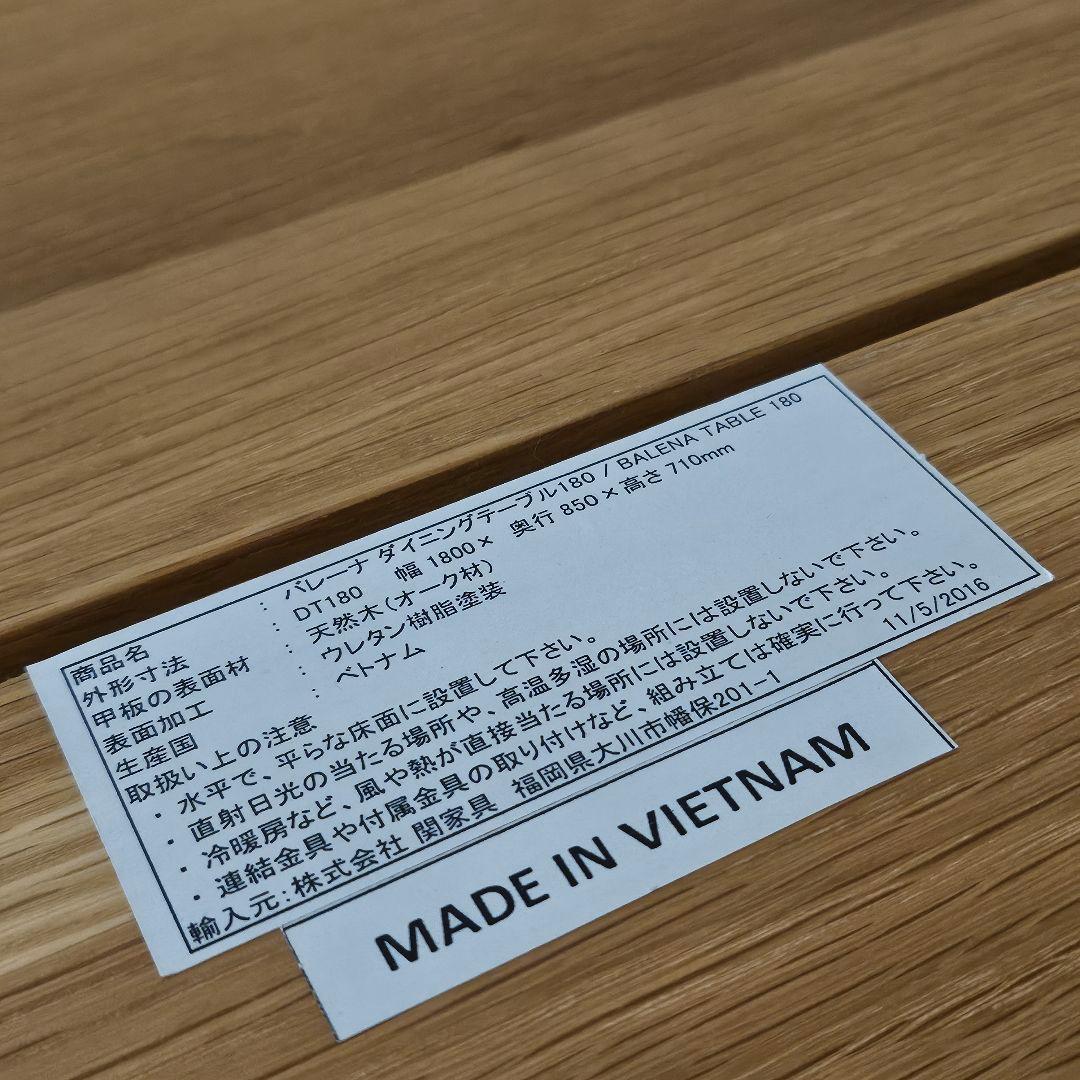 商品名 : バレーナ ダイニングテーブル180 / BALENA TABLE 180
外形寸法 : DT180 幅 1800× 奥行 850×高さ 710mm
甲板の表面材 : 天然木(オーク材)
表面加工 : ウレタン樹脂塗装
生産国 : ベトナム
取扱い上の注意
・水平で、平らな床面に設置して下さい。
・直射日光の当たる場所や、高温多湿の場所には設置しないで下さい。
・冷暖房など、風や熱が直接当たる場所には設置しないで下さい。
・連結金具や付属金具の取り付けなど、組み立ては確実に行って下さい。
輸入元:株式会社 関家具 福岡県大川市幡保201-1 11/5/2016
MADE IN VIETNAM